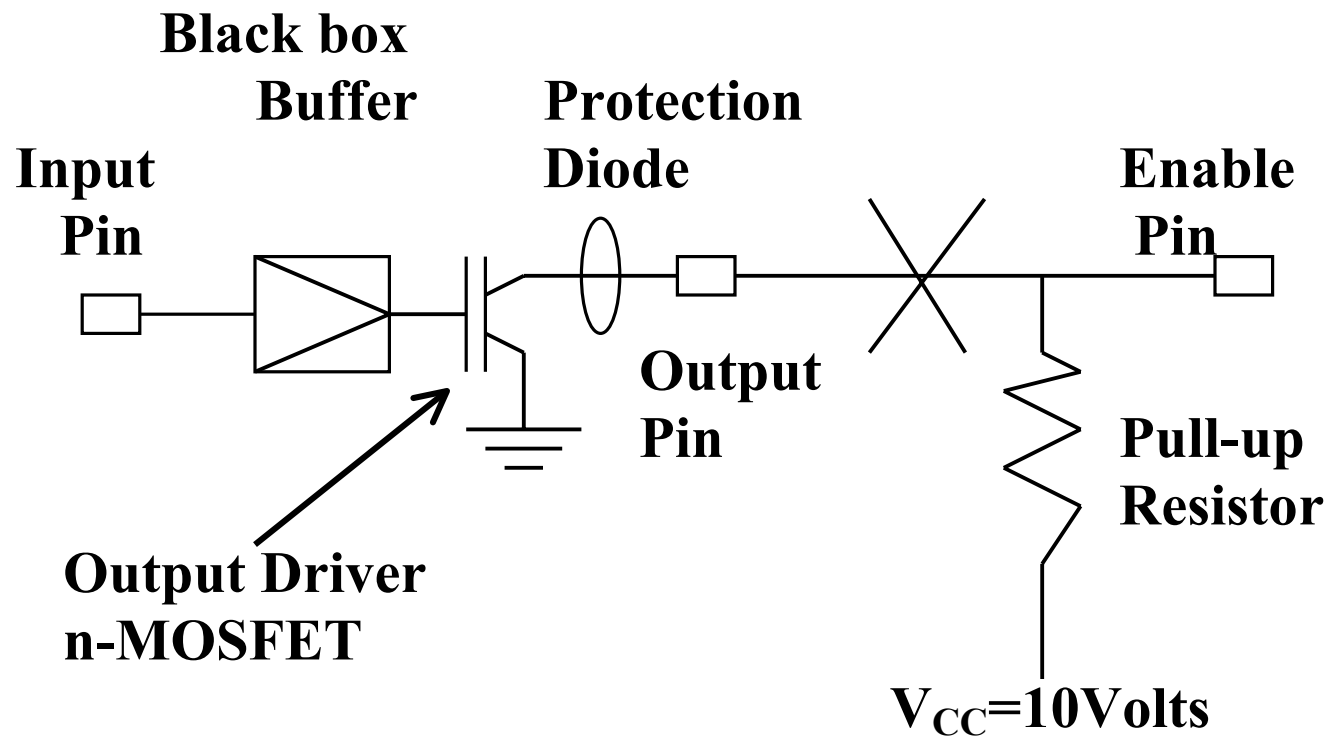 Black box
Buffer
Protection
Diode
Input
Pin
Enable
Pin
Output
Pin
Pull-up
Resistor
Output Driver
n-MOSFET
VCC=10Volts